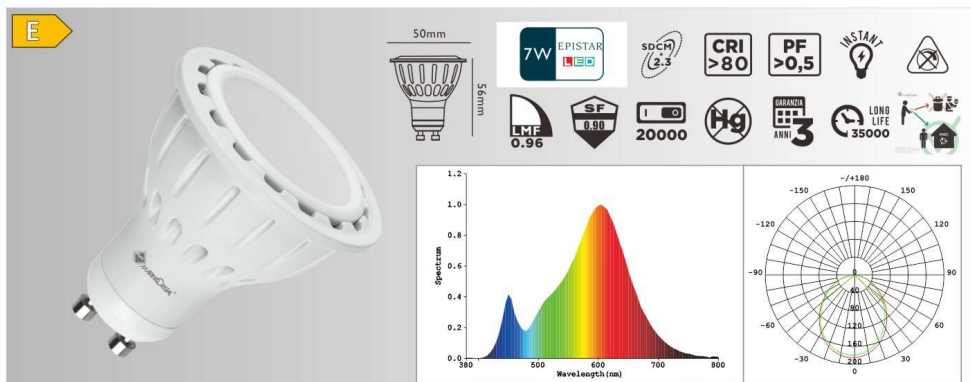 E
50mm
56mm
7W
EPISTAR
LED
SDCM
2.3
CRI
>80
PF
>0,5
INSTANT
LMF
0.96
SF
0.90
20000
Hg
GARANZIA
ANNI 3
LONG
LIFE
35000
1.2
1.0
0.8
0.6
0.4
0.2
0.0
Spectrum
380 500 600 700 800
Wavelength(nm)
-/+180
-150 150
-120 120
-90 90
-60 60
-30 30
0
0
40
80
120
160
200